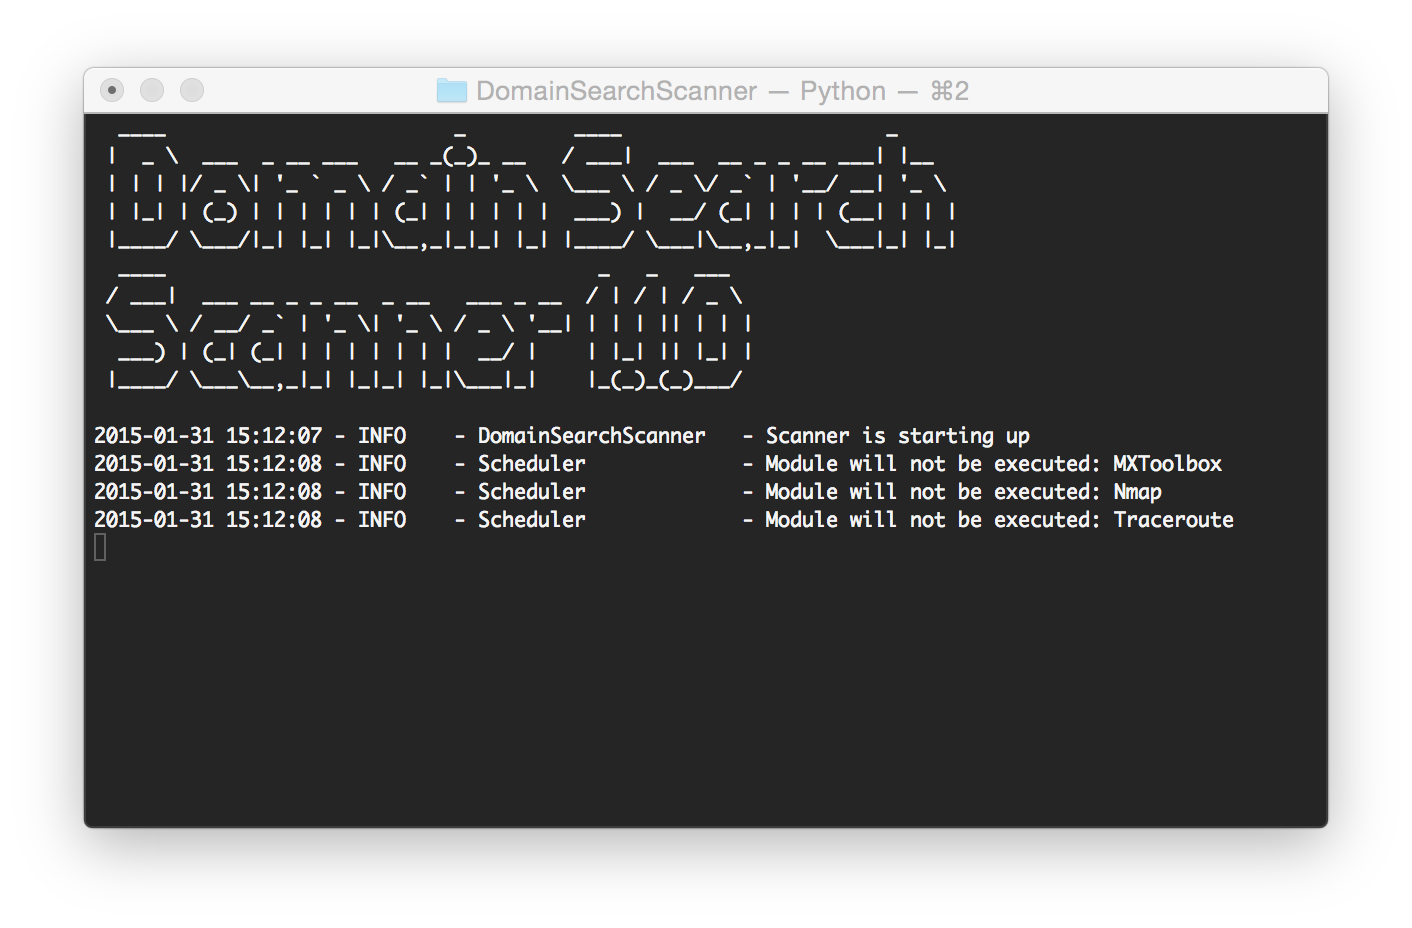 DomainSearchScanner — Python — ⌘2
Domain Search
Scanner 1.1.0
2015-01-31 15:12:07 - INFO - DomainSearchScanner - Scanner is starting up
2015-01-31 15:12:08 - INFO - Scheduler - Module will not be executed: MXToolbox
2015-01-31 15:12:08 - INFO - Scheduler - Module will not be executed: Nmap
2015-01-31 15:12:08 - INFO - Scheduler - Module will not be executed: Traceroute